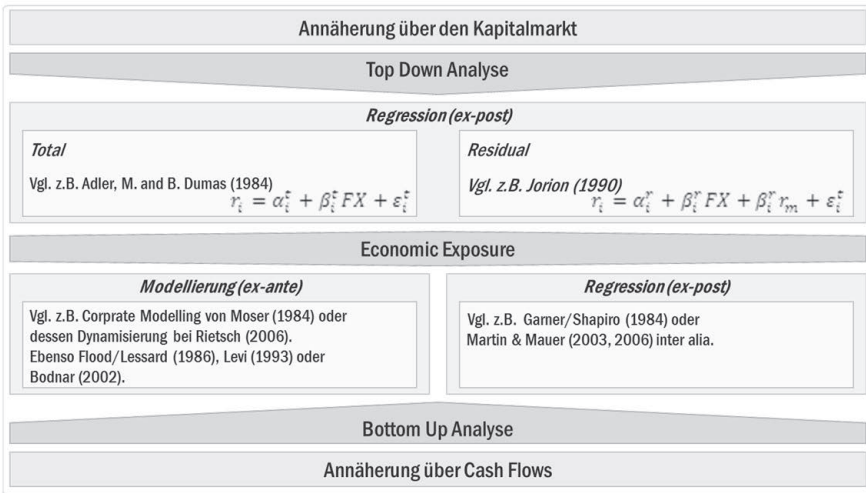 Annäherung über den Kapitalmarkt
Top Down Analyse
Regression (ex-post)
Total
Vgl. z.B. Adler, M. and B. Dumas (1984)
rᵢ = αᵢᵗ + βᵢᵗ FX + εᵢᵗ
Residual
Vgl. z.B. Jorion (1990)
rᵢ = αᵢʳ + βᵢʳ FX + βᵢʳ rₘ + εᵢᵗ
Economic Exposure
Modellierung (ex-ante)
Vgl. z.B. Corprate Modelling von Moser (1984) oder
dessen Dynamisierung bei Rietsch (2006).
Ebenso Flood/Lessard (1986), Levi (1993) oder
Bodnar (2002).
Regression (ex-post)
Vgl. z.B. Garner/Shapiro (1984) oder
Martin & Mauer (2003, 2006) inter alia.
Bottom Up Analyse
Annäherung über Cash Flows